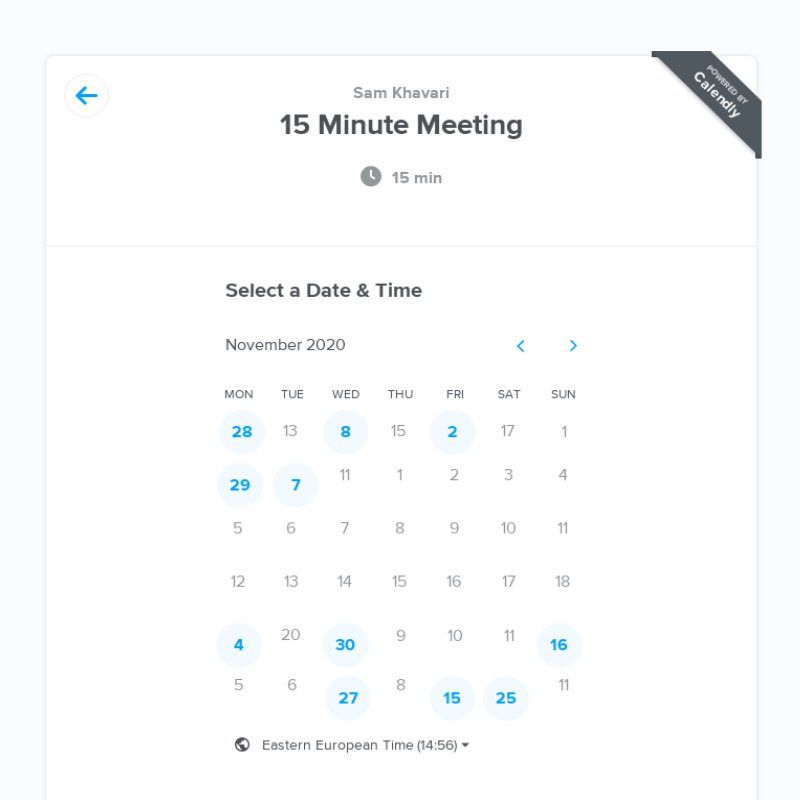 POWERED BY
Calendly
Sam Khavari
15 Minute Meeting
15 min
Select a Date & Time
November 2020
MON TUE WED THU FRI SAT SUN
28 13 8 15 2 17 1
29 7 11 1 2 3 4
5 6 7 8 9 10 11
12 13 14 15 16 17 18
4 20 30 9 10 11 16
5 6 27 8 15 25 11
Eastern European Time (14:56)